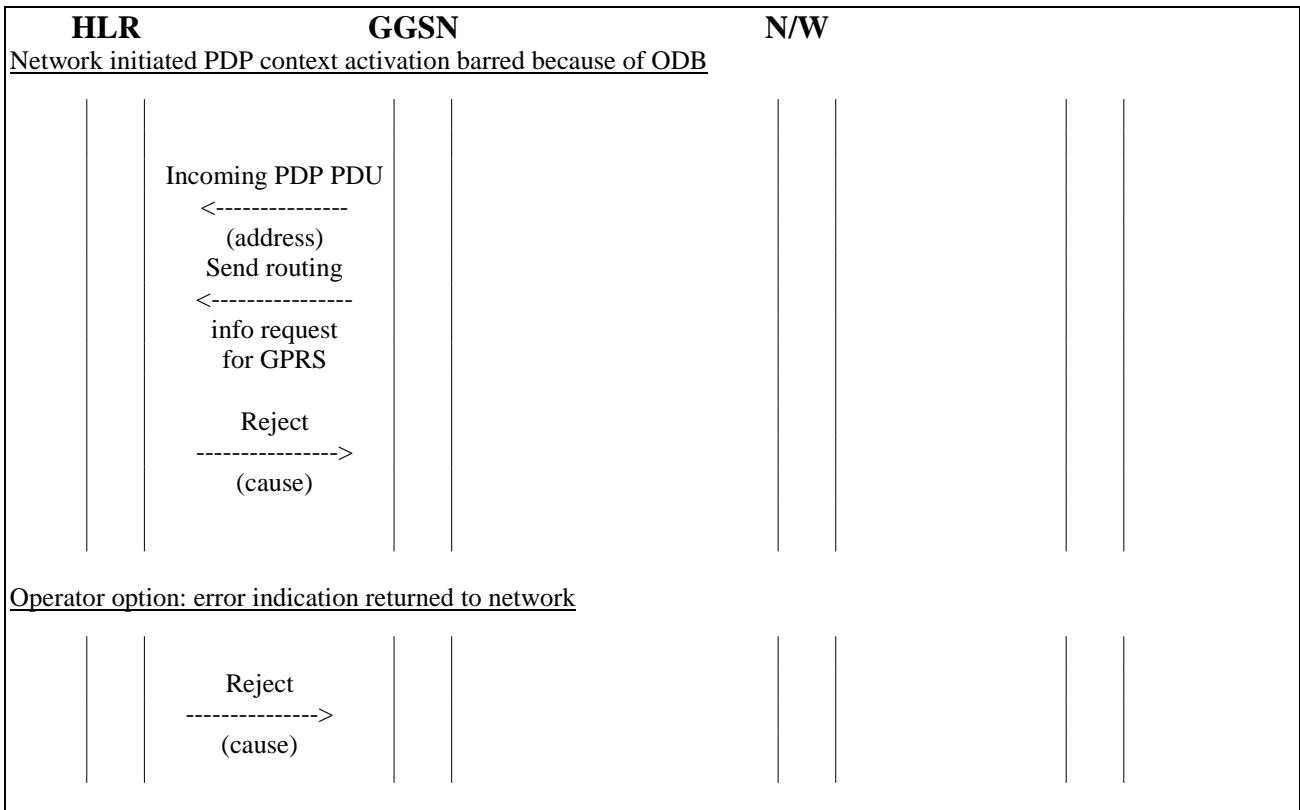 HLR GGSN N/W
Network initiated PDP context activation barred because of ODB
Incoming PDP PDU
<---------------
(address)
Send routing
<----------------
info request
for GPRS
Reject
---------------->
(cause)
Operator option: error indication returned to network
Reject
--------------->
(cause)